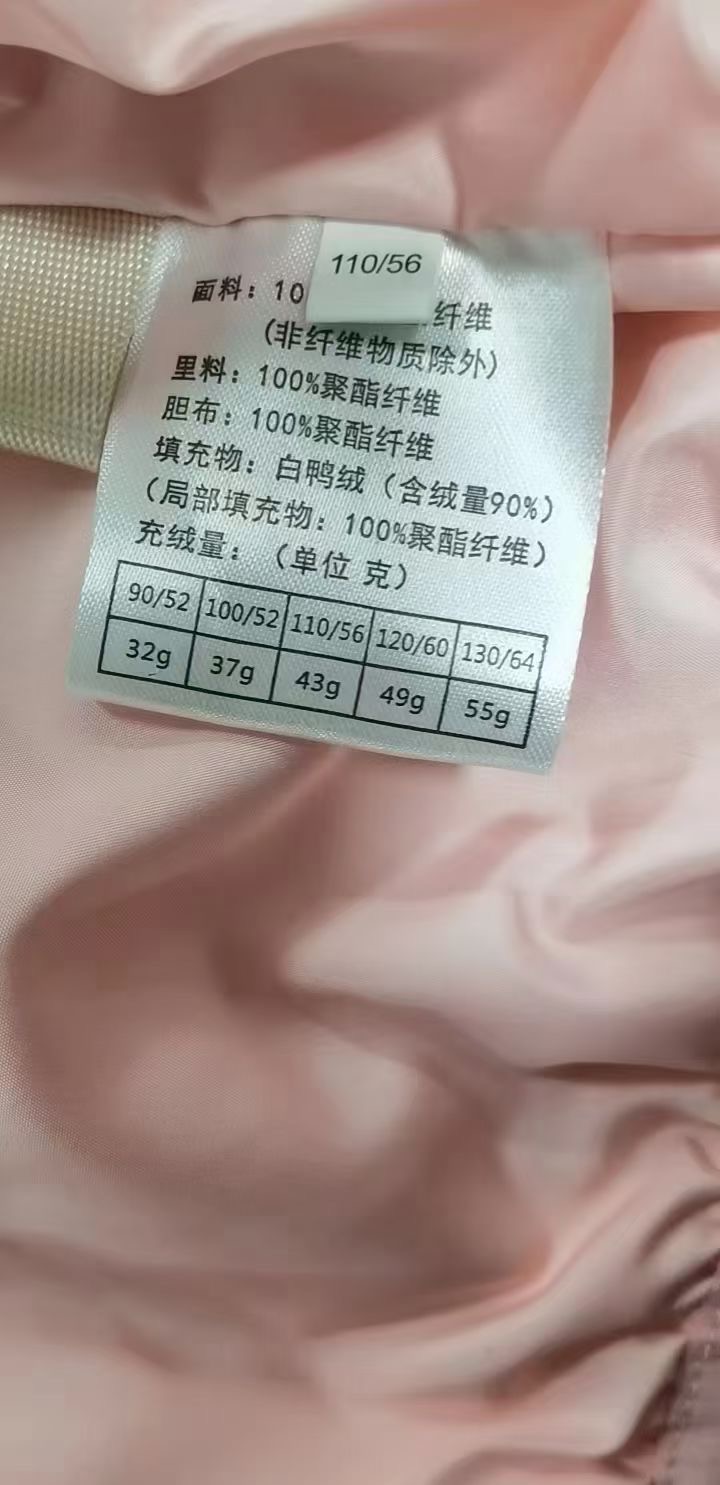 110/56
面料：10 纤维
(非纤维物质除外)
里料：100%聚酯纤维
胆布：100%聚酯纤维
填充物：白鸭绒（含绒量90%）
（局部填充物：100%聚酯纤维）
充绒量：（单位 克）
90/52 100/52 110/56 120/60 130/64
32g 37g 43g 49g 55g